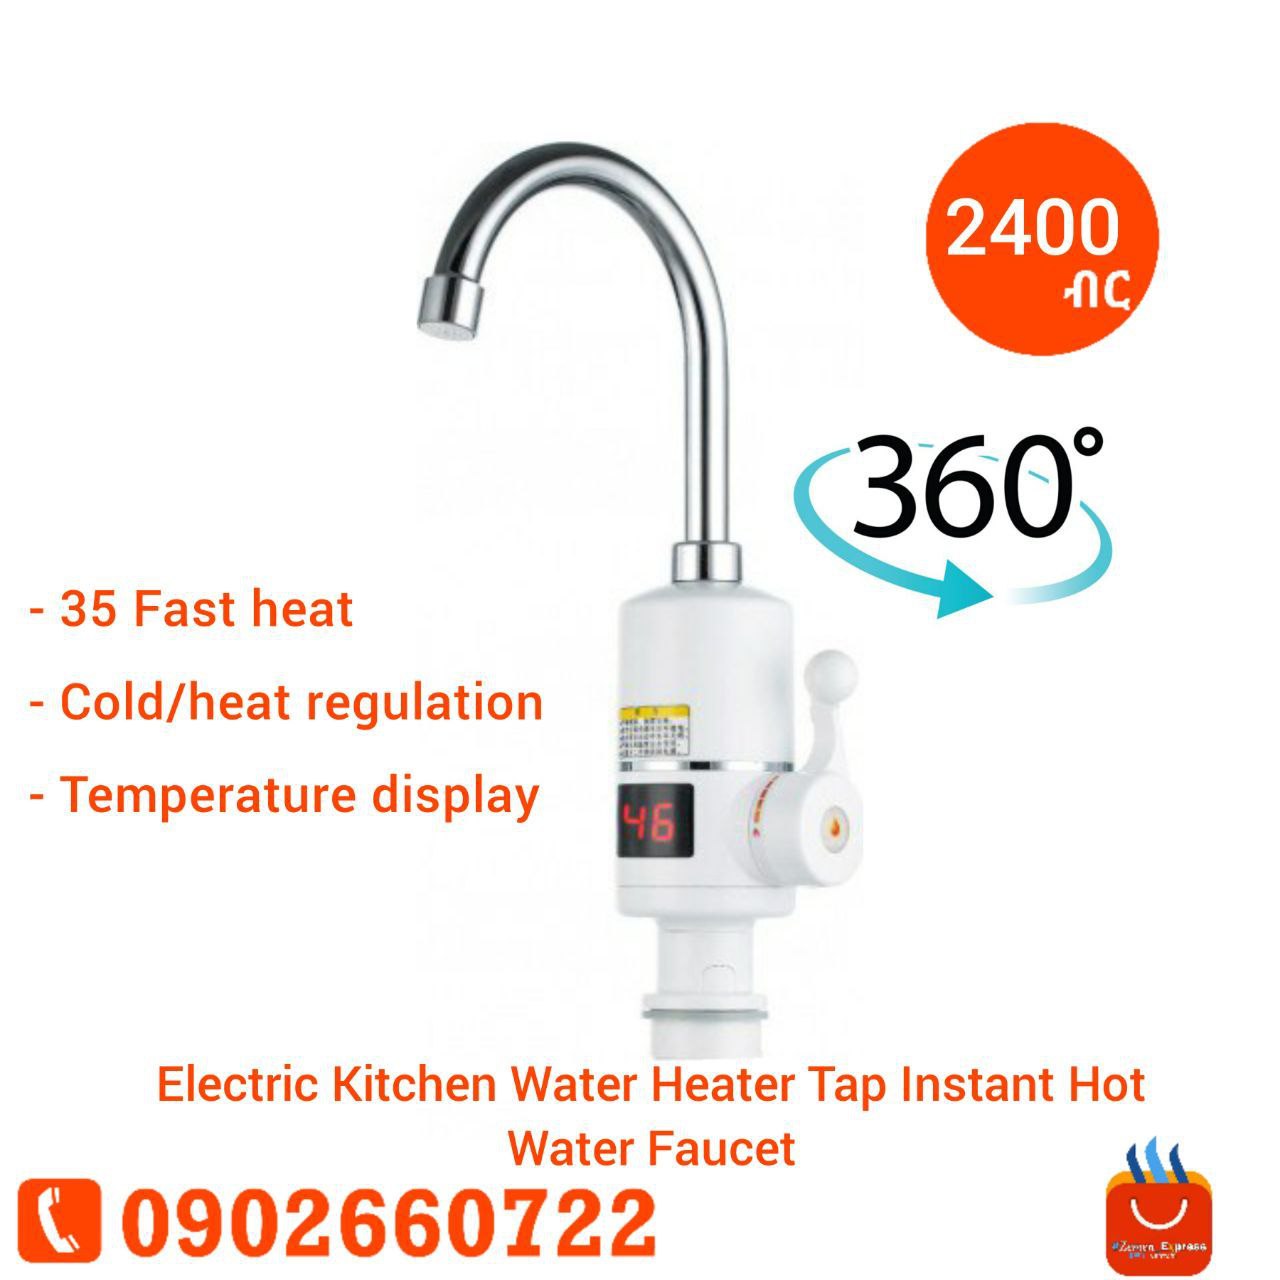 2400
ብር
360°
- 35 Fast heat
- Cold/heat regulation
- Temperature display
46
Electric Kitchen Water Heater Tap Instant Hot
Water Faucet
0902660722
Express